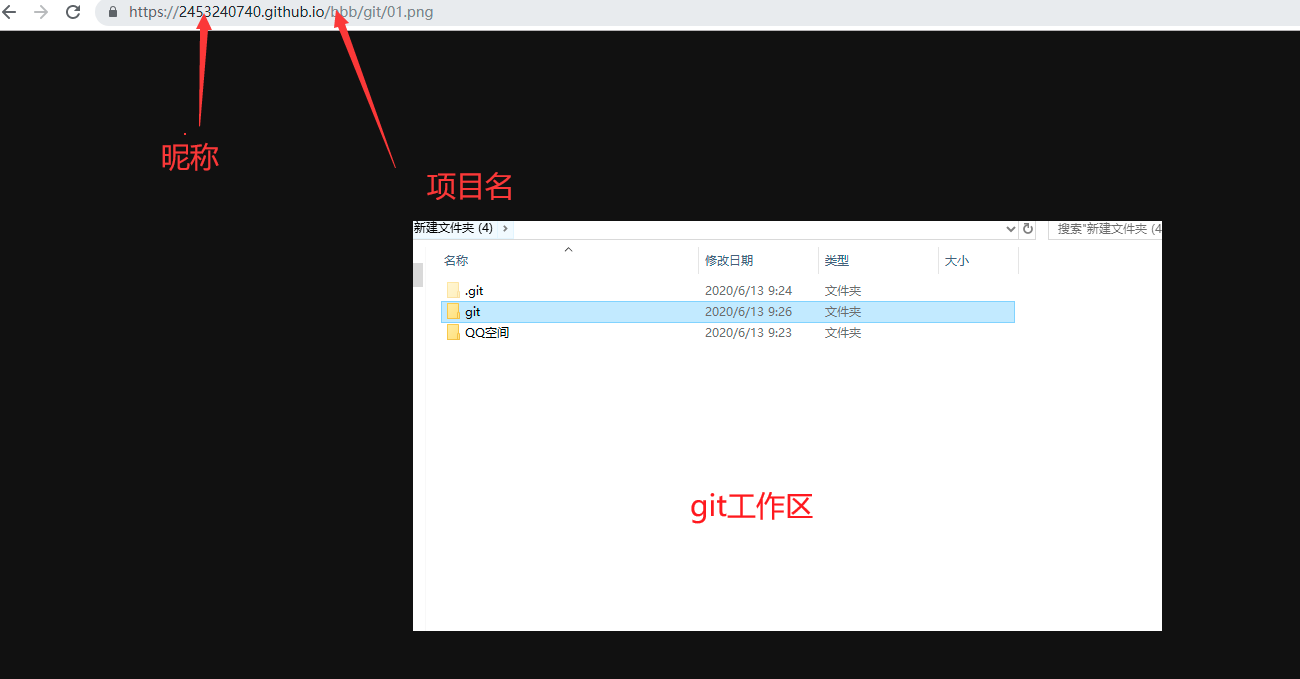 https://2453240740.github.io/bbb/git/01.png
昵称
项目名
新建文件夹 (4)
搜索"新建文件夹 (4
名称 修改日期 类型 大小
.git 2020/6/13 9:24 文件夹
git 2020/6/13 9:26 文件夹
QQ空间 2020/6/13 9:23 文件夹
git工作区